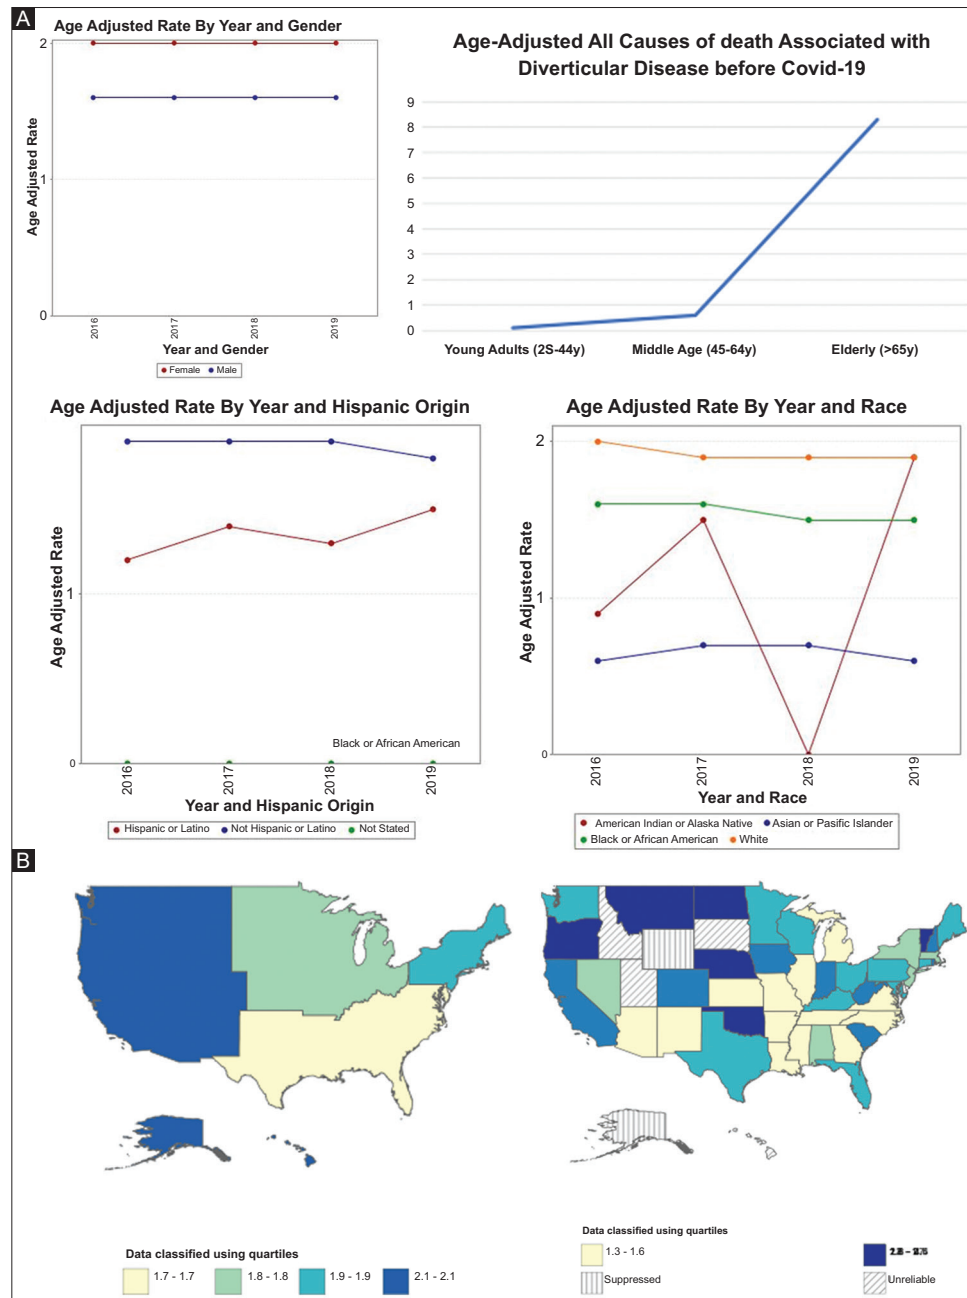 A
Age Adjusted Rate By Year and Gender
Age Adjusted Rate
2
1
0
2016
2017
2018
2019
Year and Gender
Female Male
Age-Adjusted All Causes of death Associated with
Diverticular Disease before Covid-19
9
8
7
6
5
4
3
2
1
0
Young Adults (2S-44y) Middle Age (45-64y) Elderly (>65y)
Age Adjusted Rate By Year and Hispanic Origin
Age Adjusted Rate
1
0
Black or African American
2016
2017
2018
2019
Year and Hispanic Origin
Hispanic or Latino Not Hispanic or Latino Not Stated
Age Adjusted Rate By Year and Race
Age Adjusted Rate
2
1
0
2016
2017
2018
2019
Year and Race
American Indian or Alaska Native Asian or Pasific Islander
Black or African American White
B
Data classified using quartiles
1.7 - 1.7 1.8 - 1.8 1.9 - 1.9 2.1 - 2.1
Data classified using quartiles
1.3 - 1.6
Suppressed Unreliable